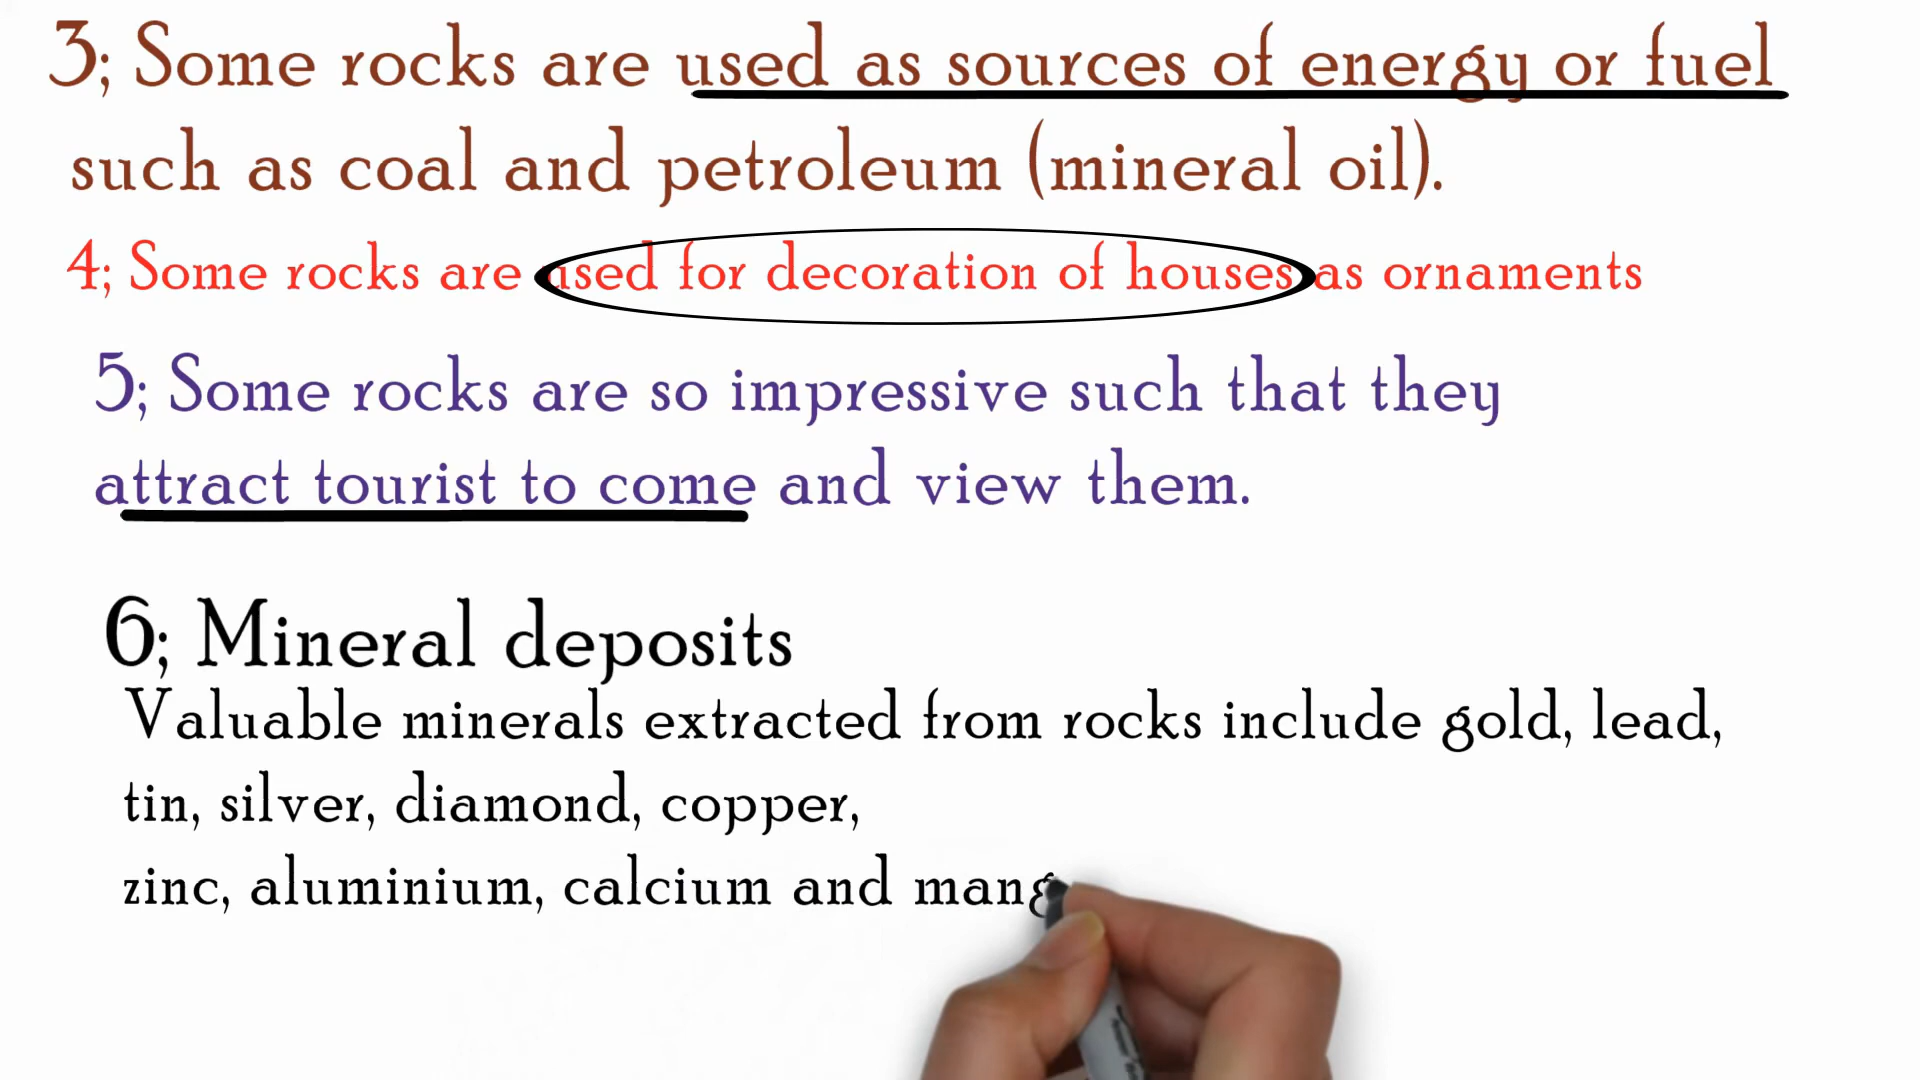 3; Some rocks are used as sources of energy or fuel
such as coal and petroleum (mineral oil).
4; Some rocks are used for decoration of houses as ornaments
5; Some rocks are so impressive such that they
attract tourist to come and view them.
6; Mineral deposits
Valuable minerals extracted from rocks include gold, lead,
tin, silver, diamond, copper,
zinc, aluminium, calcium and mang